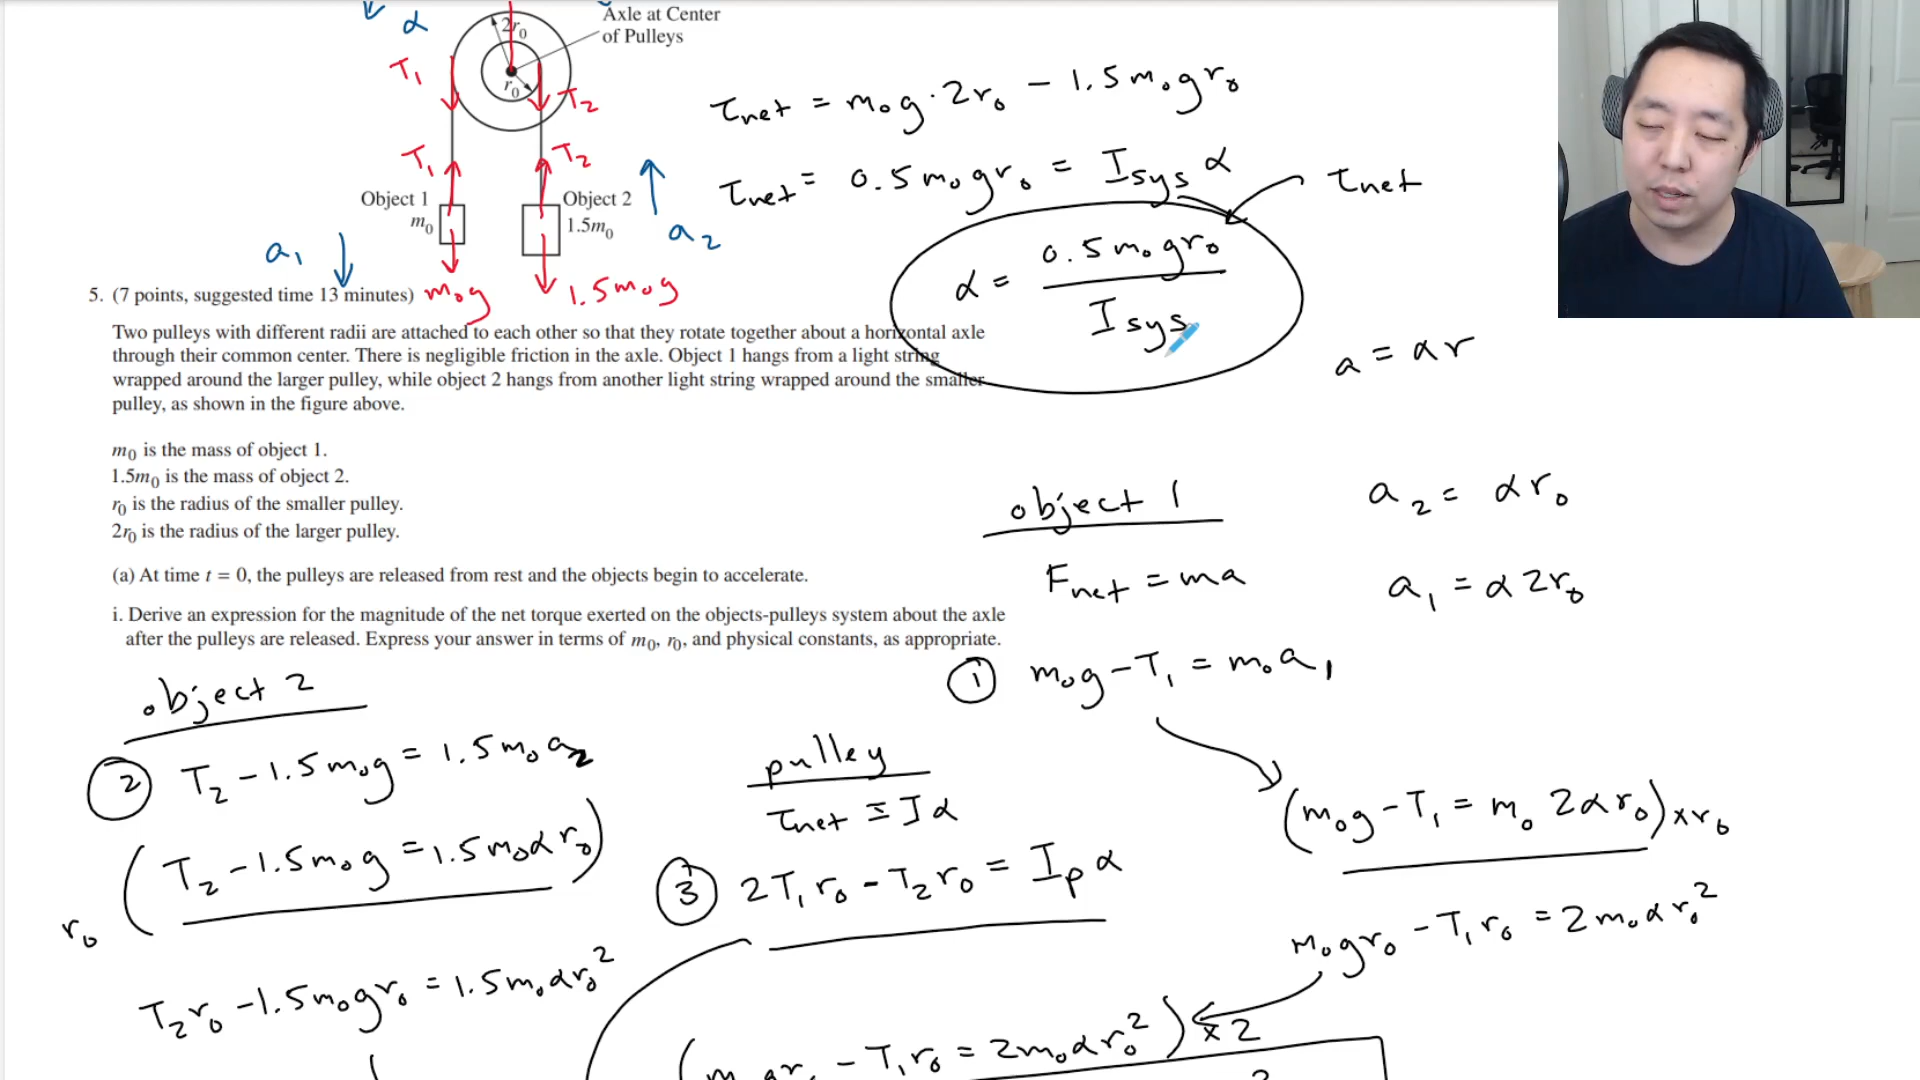 α
2r₀
Axle at Center
of Pulleys
T₁
r₀
T₂
T₁
T₂
Object 1
m₀
Object 2
1.5m₀
a₁
a₂
m₀g
1.5m₀g
τnet = m₀g · 2r₀ − 1.5m₀gr₀
τnet = 0.5m₀gr₀ = Isys α
τnet
α = 0.5m₀gr₀ / Isys
a = αr
5. (7 points, suggested time 13 minutes)
Two pulleys with different radii are attached to each other so that they rotate together about a horizontal axle
through their common center. There is negligible friction in the axle. Object 1 hangs from a light string
wrapped around the larger pulley, while object 2 hangs from another light string wrapped around the smaller
pulley, as shown in the figure above.
m₀ is the mass of object 1.
1.5m₀ is the mass of object 2.
r₀ is the radius of the smaller pulley.
2r₀ is the radius of the larger pulley.
(a) At time t = 0, the pulleys are released from rest and the objects begin to accelerate.
i. Derive an expression for the magnitude of the net torque exerted on the objects-pulleys system about the axle
after the pulleys are released. Express your answer in terms of m₀, r₀, and physical constants, as appropriate.
object 1
Fnet = ma
a₂ = αr₀
a₁ = α2r₀
① m₀g − T₁ = m₀a₁
(m₀g − T₁ = m₀ 2αr₀) × r₀
m₀gr₀ − T₁r₀ = 2m₀αr₀²
object 2
② T₂ − 1.5m₀g = 1.5m₀a₂
r₀ (T₂ − 1.5m₀g = 1.5m₀αr₀)
T₂r₀ − 1.5m₀gr₀ = 1.5m₀αr₀²
pulley
τnet = Iα
③ 2T₁r₀ − T₂r₀ = Ipα
− T₁r₀ = 2m₀αr₀²) × 2